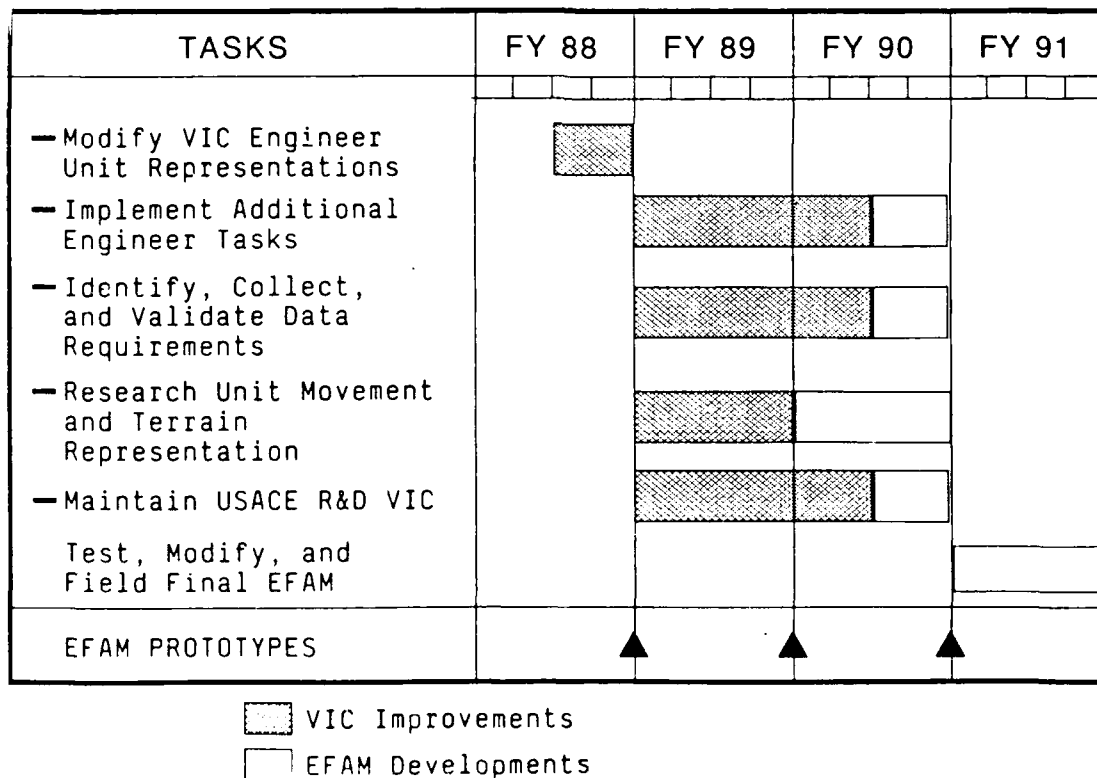 TASKS FY 88 FY 89 FY 90 FY 91
— Modify VIC Engineer
Unit Representations
— Implement Additional
Engineer Tasks
— Identify, Collect,
and Validate Data
Requirements
— Research Unit Movement
and Terrain
Representation
— Maintain USACE R&D VIC
Test, Modify, and
Field Final EFAM
EFAM PROTOTYPES
VIC Improvements
EFAM Developments